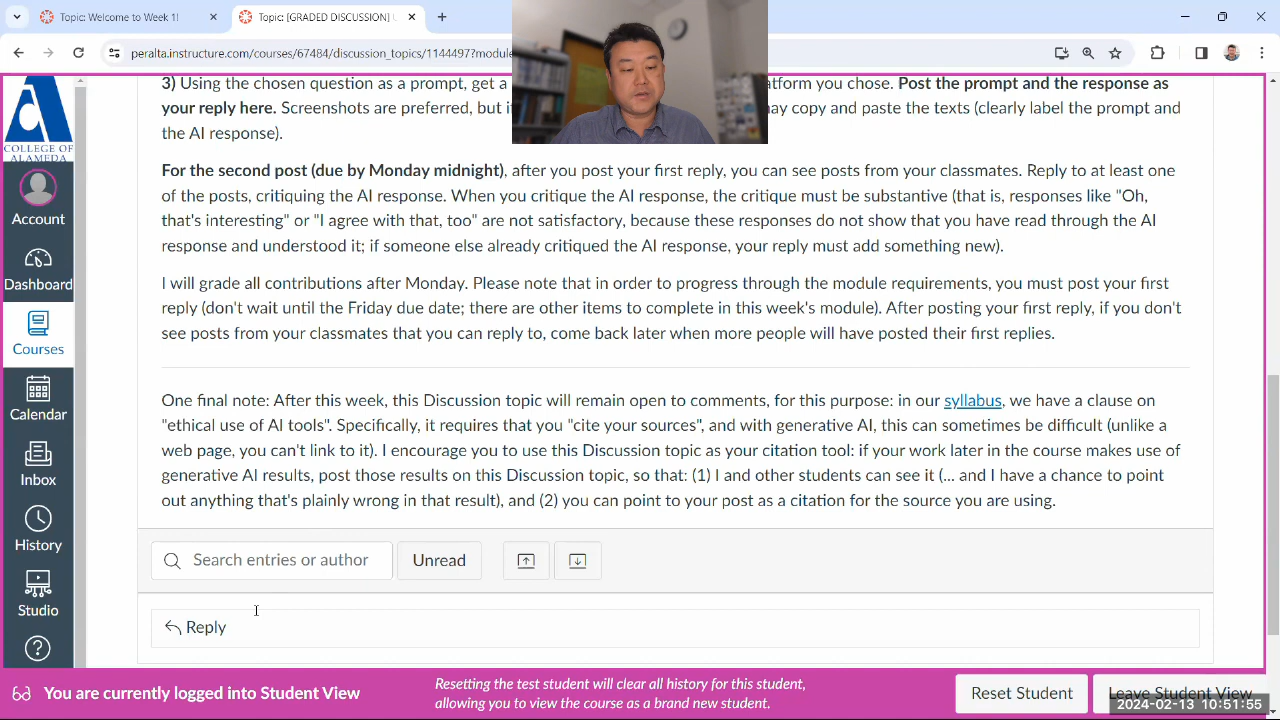 Topic: [GRADED] Discussion
Topic: [GRADED] Discuss
peralta.instructure.com/courses/67484/discussion_topics/1144497?module
3) Using the chosen question as a prompt, get a
atform you chose. Post the prompt and the response as
your reply here. Screenshots are preferred, but i
ay copy and paste the texts (clearly label the prompt and
the AI response).
For the second post (due by Monday midnight), after you post your first reply, you can see posts from your classmates. Reply to at least one
of the posts, critiquing the AI response. When you critique the AI response, the critique must be substantive (that is, responses like "Oh,
that's interesting" or "I agree with that, too" are not satisfactory, because these responses do not show that you have read through the AI
response and understood it; if someone else already critiqued the AI response, your reply must add something new).
I will grade all contributions after Monday. Please note that in order to progress through the module requirements, you must post your first
reply (don't wait until the Friday due date; there are other items to complete in this week's module). After posting your first reply, if you don't
see posts from your classmates that you can reply to, come back later when more people will have posted their first replies.
One final note: After this week, this Discussion topic will remain open to comments, for this purpose: in our syllabus, we have a clause on
"ethical use of AI tools". Specifically, it requires that you "cite your sources", and with generative AI, this can sometimes be difficult (unlike a
web page, you can't link to it). I encourage you to use this Discussion topic as your citation tool: if your work later in the course makes use of
generative AI results, post those results on this Discussion topic, so that: (1) I and other students can see it (... and I have a chance to point
out anything that's plainly wrong in that result), and (2) you can point to your post as a citation for the source you are using.
Search entries or author
Unread
Reply
COLLEGE OF
ALAMEDA
Account
Dashboard
Courses
Calendar
Inbox
History
Studio
You are currently logged into Student View
Resetting the test student will clear all history for this student,
allowing you to view the course as a brand new student.
Reset Student
Leave Student View
2024-02-13 10:51:55